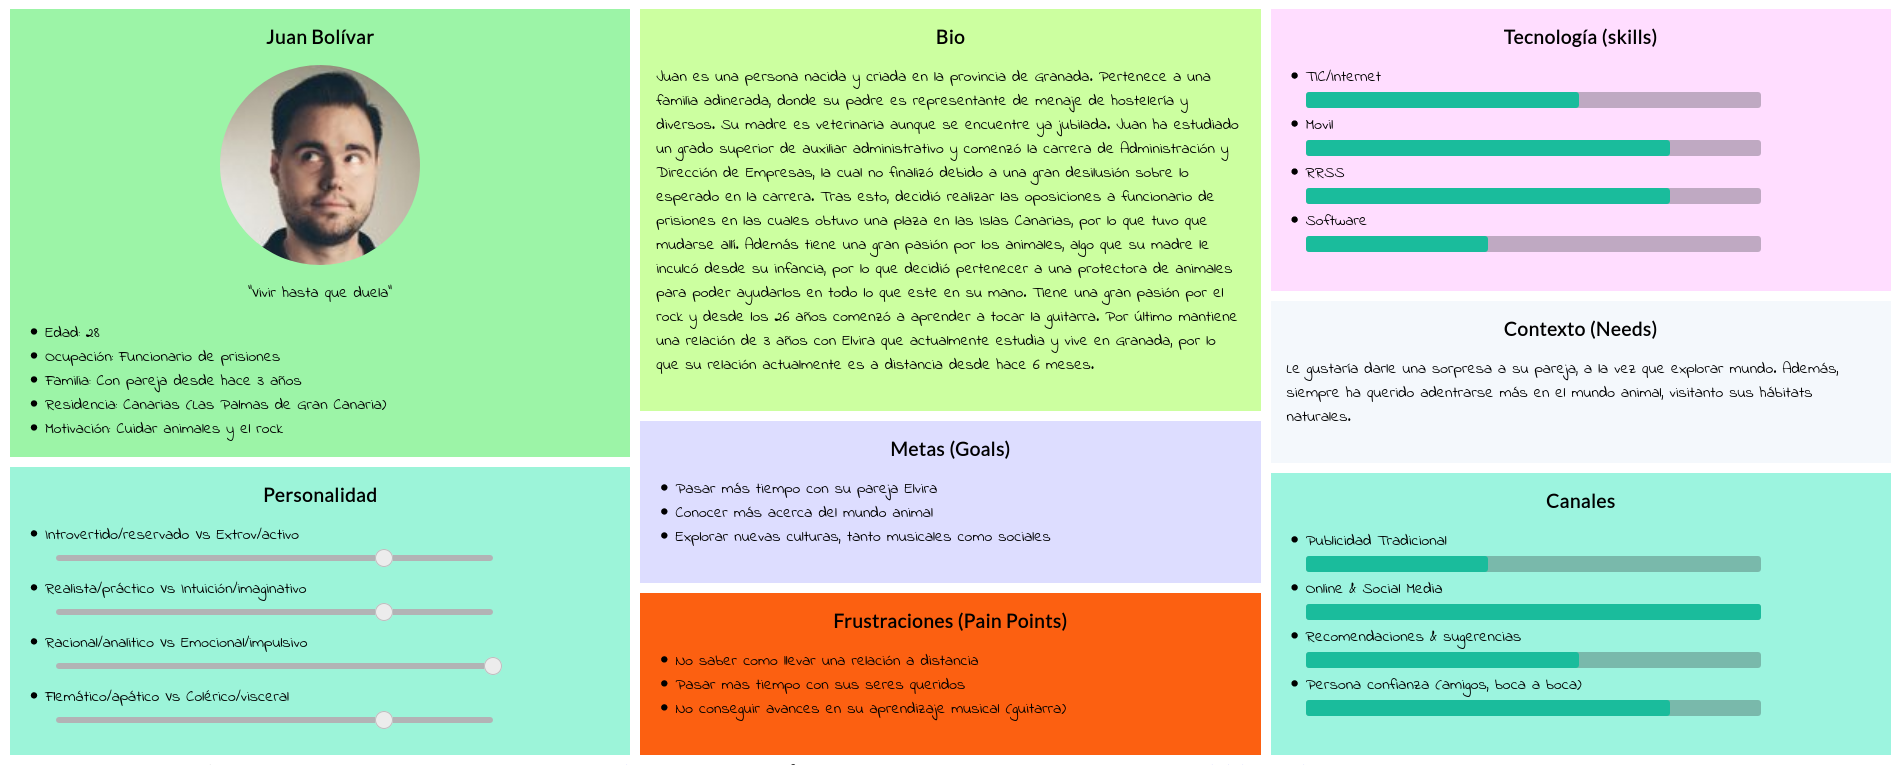 Juan Bolívar
"Vivir hasta que duela"
Edad: 28
Ocupación: Funcionario de prisiones
Familia: Con pareja desde hace 3 años
Residencia: Canarias (Las Palmas de Gran Canaria)
Motivación: Cuidar animales y el rock
Personalidad
Introvertido/reservado Vs Extrov/activo
Realista/práctico Vs Intuición/imaginativo
Racional/analítico Vs Emocional/impulsivo
Flemático/apático Vs Colérico/visceral
Bio
Juan es una persona nacida y criada en la provincia de Granada. Pertenece a una
familia adinerada, donde su padre es representante de menaje de hostelería y
diversos. Su madre es veterinaria aunque se encuentre ya jubilada. Juan ha estudiado
un grado superior de auxiliar administrativo y comenzó la carrera de Administración y
Dirección de Empresas, la cual no finalizó debido a una gran desilusión sobre lo
esperado en la carrera. Tras esto, decidió realizar las oposiciones a funcionario de
prisiones en las cuales obtuvo una plaza en las Islas Canarias, por lo que tuvo que
mudarse allí. Además tiene una gran pasión por los animales, algo que su madre le
inculcó desde su infancia, por lo que decidió pertenecer a una protectora de animales
para poder ayudarlos en todo lo que este en su mano. Tiene una gran pasión por el
rock y desde los 26 años comenzó a aprender a tocar la guitarra. Por último mantiene
una relación de 3 años con Elvira que actualmente estudia y vive en Granada, por lo
que su relación actualmente es a distancia desde hace 6 meses.
Metas (Goals)
Pasar más tiempo con su pareja Elvira
Conocer más acerca del mundo animal
Explorar nuevas culturas, tanto musicales como sociales
Frustraciones (Pain Points)
No saber como llevar una relación a distancia
Pasar mas tiempo con sus seres queridos
No conseguir avances en su aprendizaje musical (guitarra)
Tecnología (skills)
TIC/Internet
Movil
RRSS
Software
Contexto (Needs)
Le gustaría darle una sorpresa a su pareja, a la vez que explorar mundo. Además,
siempre ha querido adentrarse más en el mundo animal, visitanto sus hábitats
naturales.
Canales
Publicidad Tradicional
Online & Social Media
Recomendaciones & sugerencias
Persona confianza (amigos, boca a boca)